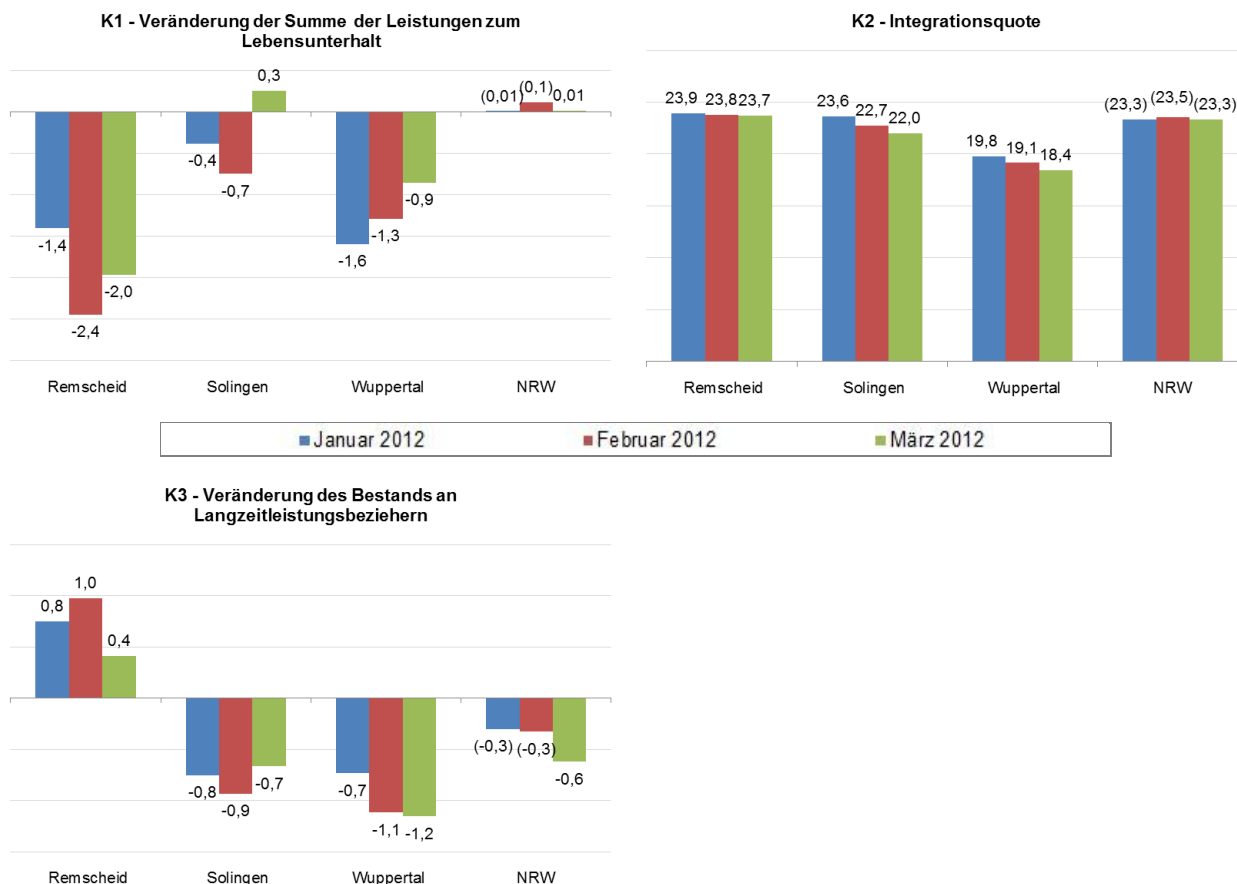 K1 - Veränderung der Summe der Leistungen zum
Lebensunterhalt
0,3
(0,01)
(0,1)
0,01
-0,4
-0,7
-0,9
-1,4
-1,3
-1,6
-2,0
-2,4
Remscheid
Solingen
Wuppertal
NRW
K2 - Integrationsquote
23,9
23,8
23,7
23,6
22,7
22,0
19,8
19,1
18,4
(23,3)
(23,5)
(23,3)
Remscheid
Solingen
Wuppertal
NRW
Januar 2012
Februar 2012
März 2012
K3 - Veränderung des Bestands an
Langzeitleistungsbeziehern
0,8
1,0
0,4
-0,8
-0,9
-0,7
-0,7
-1,1
-1,2
(-0,3)
(-0,3)
-0,6
Remscheid
Solingen
Wuppertal
NRW